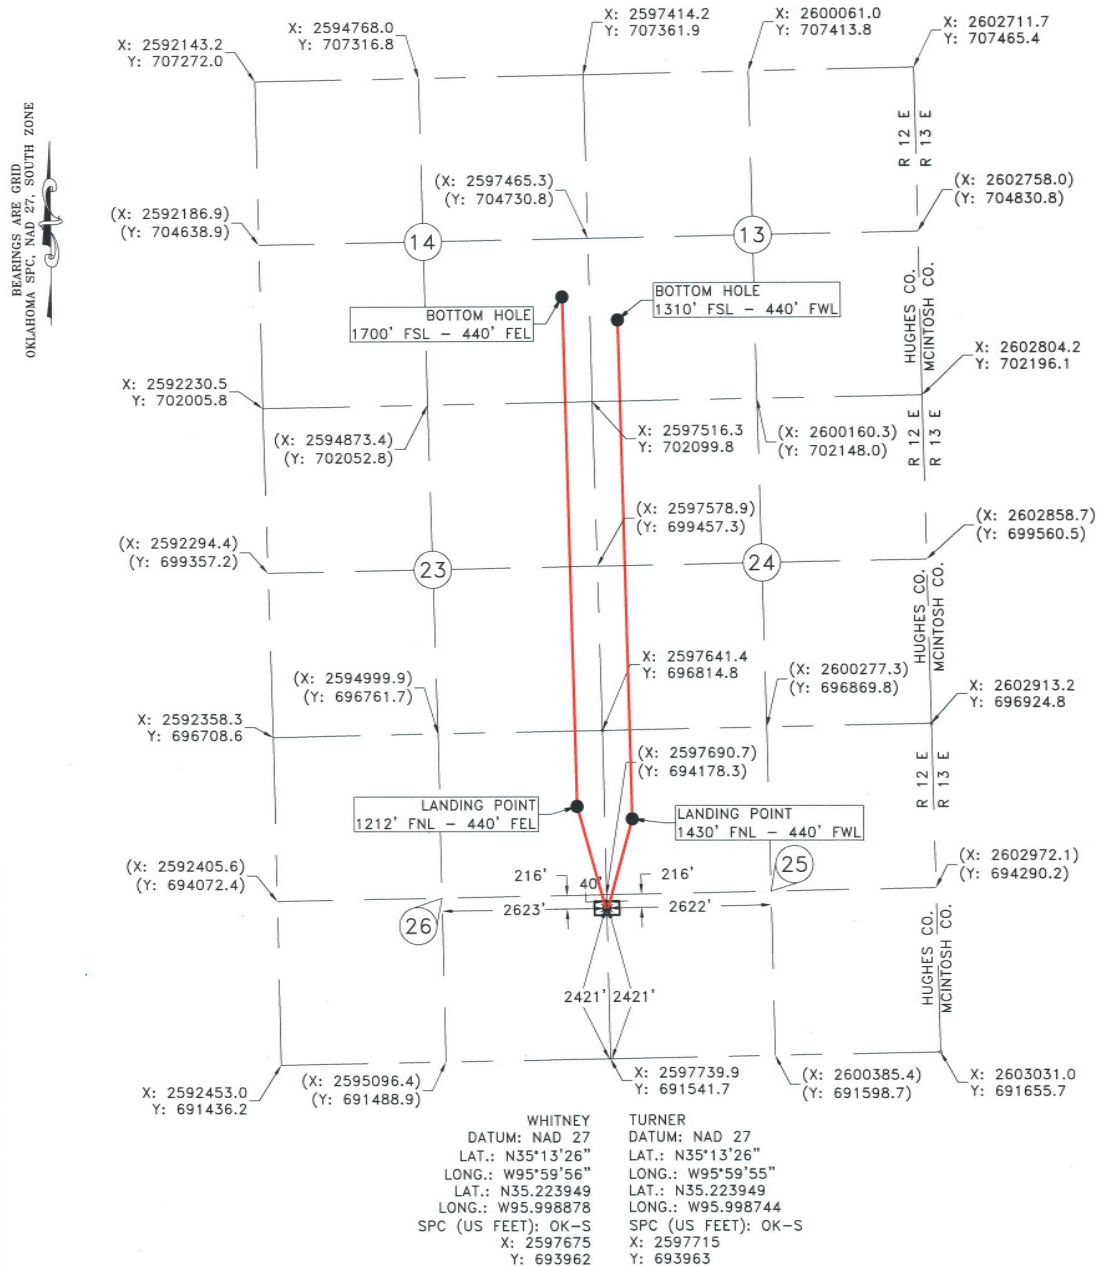 X: 2592143.2
Y: 707272.0
X: 2594768.0
Y: 707316.8
X: 2597414.2
Y: 707361.9
X: 2600061.0
Y: 707413.8
X: 2602711.7
Y: 707465.4
BEARINGS ARE GRID
OKLAHOMA SPC, NAD 27, SOUTH ZONE
R 12 E
R 13 E
(X: 2592186.9)
(Y: 704638.9)
14
(X: 2597465.3)
(Y: 704730.8)
13
(X: 2602758.0)
(Y: 704830.8)
BOTTOM HOLE
1700' FSL – 440' FEL
BOTTOM HOLE
1310' FSL – 440' FWL
HUGHES CO.
MCINTOSH CO.
X: 2592230.5
Y: 702005.8
(X: 2594873.4)
(Y: 702052.8)
X: 2597516.3
Y: 702099.8
(X: 2600160.3)
(Y: 702148.0)
X: 2602804.2
Y: 702196.1
R 12 E
R 13 E
(X: 2592294.4)
(Y: 699357.2)
23
(X: 2597578.9)
(Y: 699457.3)
24
(X: 2602858.7)
(Y: 699560.5)
HUGHES CO.
MCINTOSH CO.
X: 2592358.3
Y: 696708.6
(X: 2594999.9)
(Y: 696761.7)
X: 2597641.4
Y: 696814.8
(X: 2600277.3)
(Y: 696869.8)
X: 2602913.2
Y: 696924.8
R 12 E
R 13 E
(X: 2597690.7)
(Y: 694178.3)
LANDING POINT
1212' FNL – 440' FEL
LANDING POINT
1430' FNL – 440' FWL
(X: 2592405.6)
(Y: 694072.4)
25
(X: 2602972.1)
(Y: 694290.2)
216'
40'
216'
26
2623'
2622'
HUGHES CO.
MCINTOSH CO.
2421'
2421'
X: 2592453.0
Y: 691436.2
(X: 2595096.4)
(Y: 691488.9)
X: 2597739.9
Y: 691541.7
(X: 2600385.4)
(Y: 691598.7)
X: 2603031.0
Y: 691655.7
WHITNEY
DATUM: NAD 27
LAT.: N35°13'26"
LONG.: W95°59'56"
LAT.: N35.223949
LONG.: W95.998878
SPC (US FEET): OK–S
X: 2597675
Y: 693962
TURNER
DATUM: NAD 27
LAT.: N35°13'26"
LONG.: W95°59'55"
LAT.: N35.223949
LONG.: W95.998744
SPC (US FEET): OK–S
X: 2597715
Y: 693963